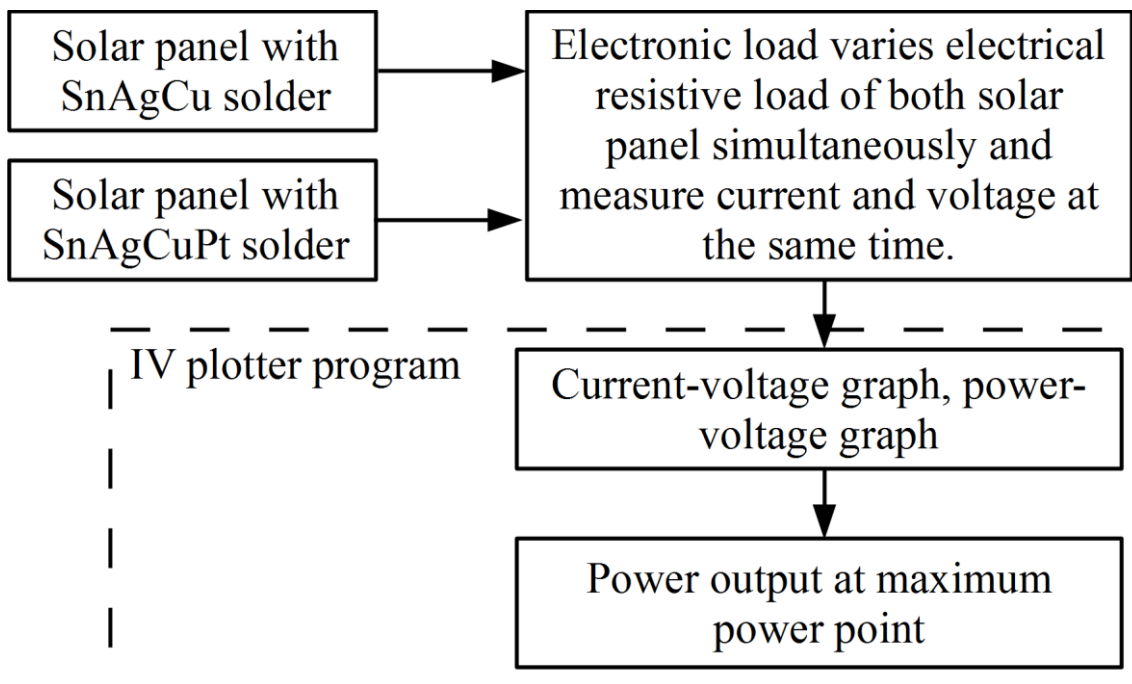 Solar panel with
SnAgCu solder
Solar panel with
SnAgCuPt solder
Electronic load varies electrical
resistive load of both solar
panel simultaneously and
measure current and voltage at
the same time.
IV plotter program
Current-voltage graph, power-
voltage graph
Power output at maximum
power point